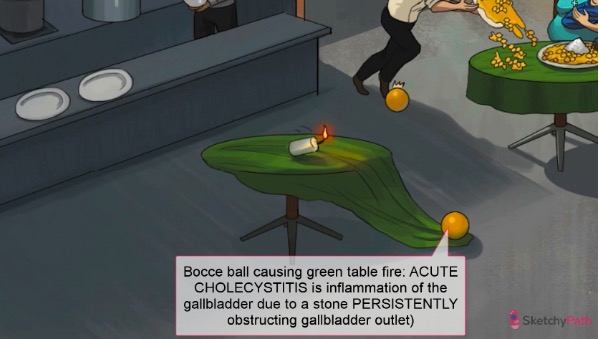 Bocce ball causing green table fire: ACUTE
CHOLECYSTITIS is inflammation of the
gallbladder due to a stone PERSISTENTLY
obstructing gallbladder outlet)
SketchyPath